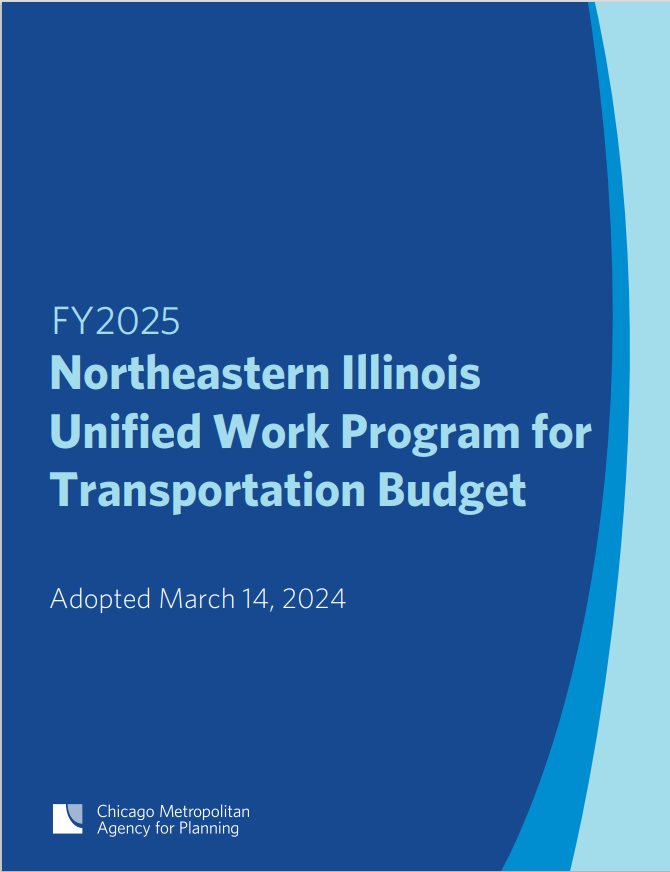 FY2025
Northeastern Illinois
Unified Work Program for
Transportation Budget
Adopted March 14, 2024
Chicago Metropolitan
Agency for Planning